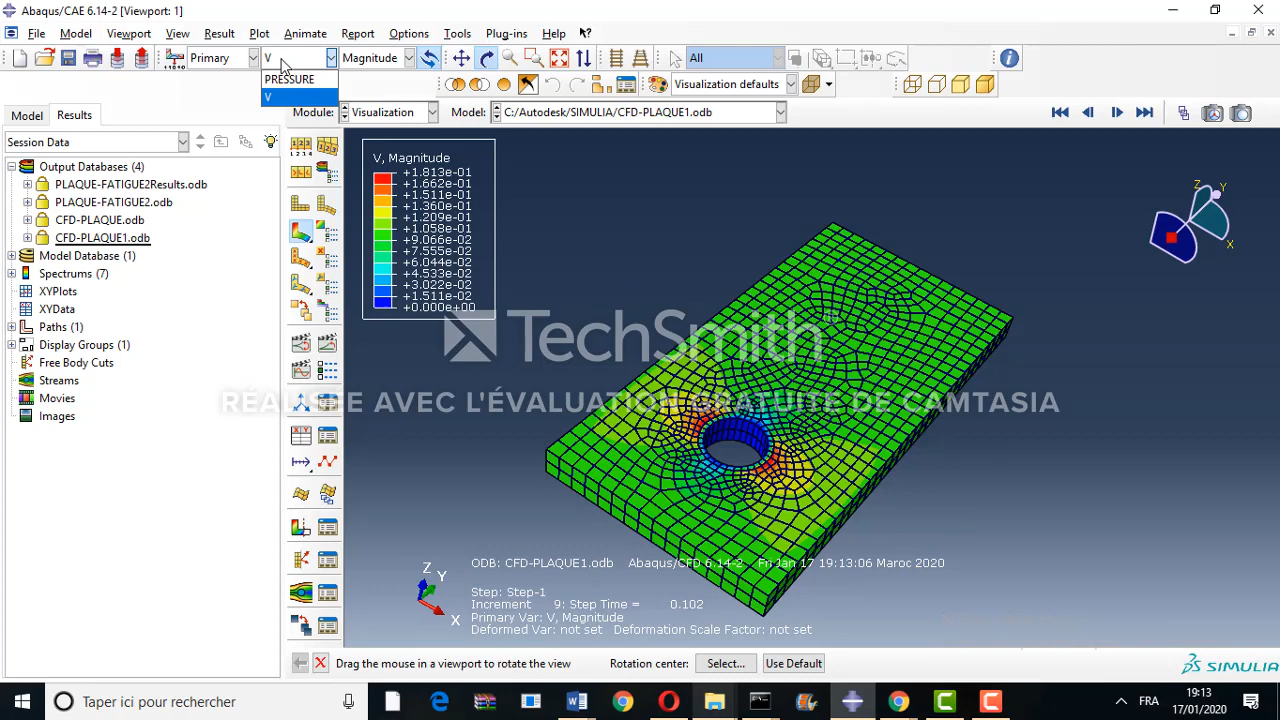 Abaqus/CAE 6.14-2 [Viewport: 1]
File Model Viewport View Result Plot Animate Report Options Tools Plug-ins Help
Primary V Magnitude All
PRESSURE
V
Visualization defaults
Model Results Module: Visualization Model: C:/Autodesk/SIMULIA/CFD-PLAQUE1.odb
Session Data
Output Databases (4)
PLAQUE-FATIGUE2Results.odb
PLAQUE-FATIGUE2.odb
CFD-PLAQUE.odb
CFD-PLAQUE1.odb
Model Database (1)
Spectrums (7)
XYPlots
XYData
Paths (1)
Display Groups (1)
Free Body Cuts
Streams
Movies
Images
V, Magnitude
+1.813e-01
+1.662e-01
+1.511e-01
+1.360e-01
+1.209e-01
+1.058e-01
+9.066e-02
+7.555e-02
+6.044e-02
+4.533e-02
+3.022e-02
+1.511e-02
+0.000e+00
Z Y
X
TechSmith
RÉALISÉE AVEC L'ÉVALUATION GRATUITE DE CAMTASIA
ODB: CFD-PLAQUE1.odb Abaqus/CFD 6.14-2 Fri Jan 17 19:13:06 Maroc 2020
Step: Step-1
Increment 9: Step Time = 0.102
Primary Var: V, Magnitude
Deformed Var: not set Deformation Scale Factor: not set
Z
Y
X
Drag the mouse in a viewport to rotate the view Rotation center: Select... Use Default
SIMULIA
Taper ici pour rechercher
FRA
19:13
17/01/2020